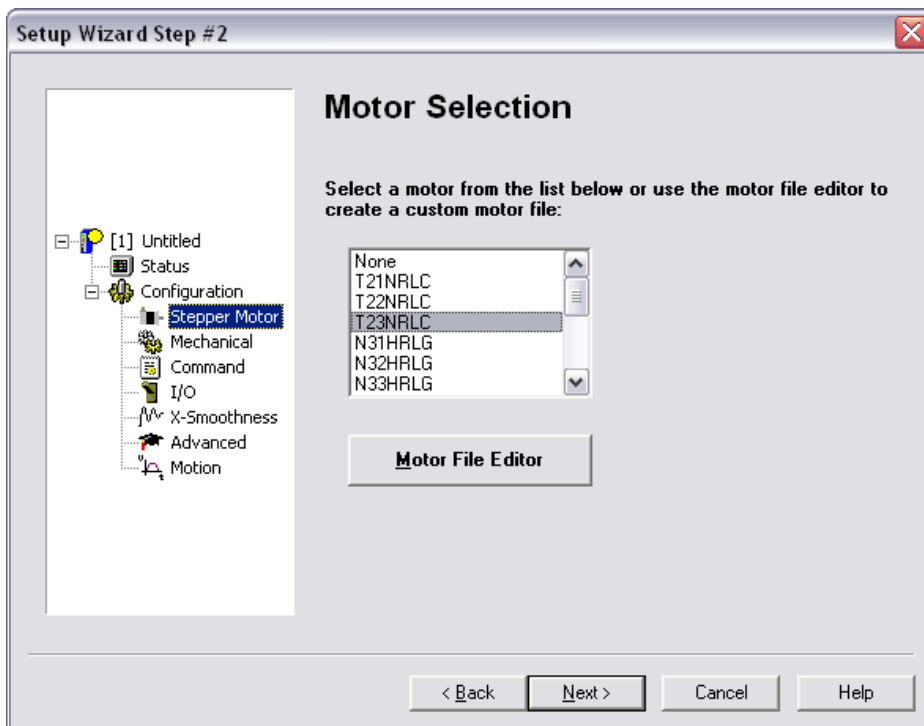 Setup Wizard Step #2
[1] Untitled
Status
Configuration
Stepper Motor
Mechanical
Command
I/O
X-Smoothness
Advanced
Motion
Motor Selection
Select a motor from the list below or use the motor file editor to
create a custom motor file:
None
T21NRLC
T22NRLC
T23NRLC
N31HRLG
N32HRLG
N33HRLG
Motor File Editor
< Back
Next >
Cancel
Help